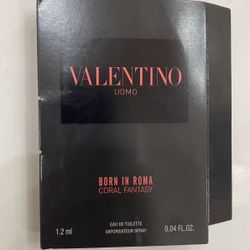 VALENTINO
UOMO
BORN IN ROMA
CORAL FANTASY
EAU DE TOILETTE
1.2 ml VAPORISATEUR SPRAY 0.04 FL.OZ.